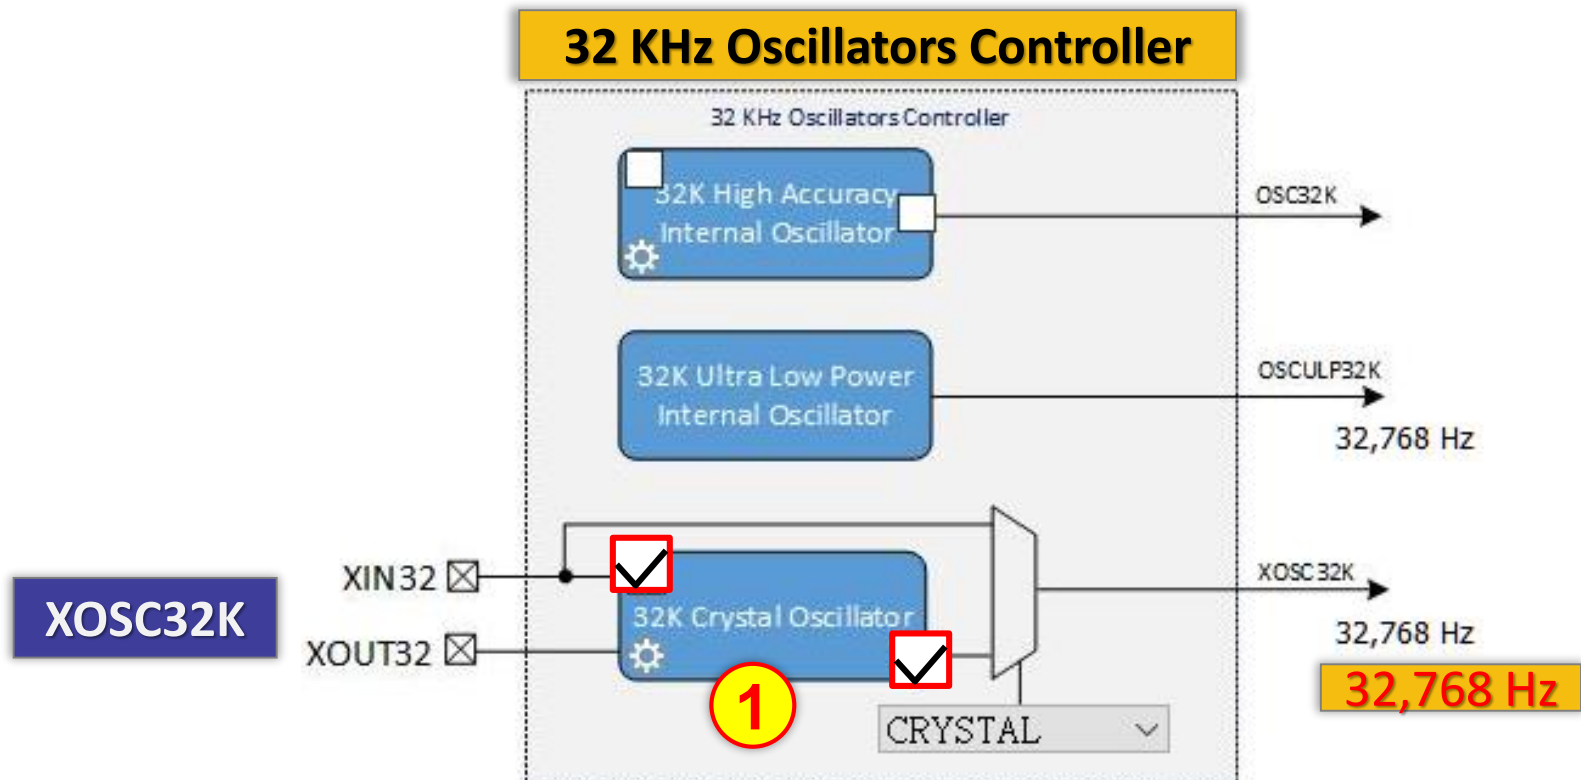 32 KHz Oscillators Controller
32 KHz Oscillators Controller
32K High Accuracy
Internal Oscillator
OSC32K
32K Ultra Low Power
Internal Oscillator
OSCULP32K
32,768 Hz
XIN32
XOSC32K
XOUT32
32K Crystal Oscillator
XOSC32K
32,768 Hz
32,768 Hz
1
CRYSTAL